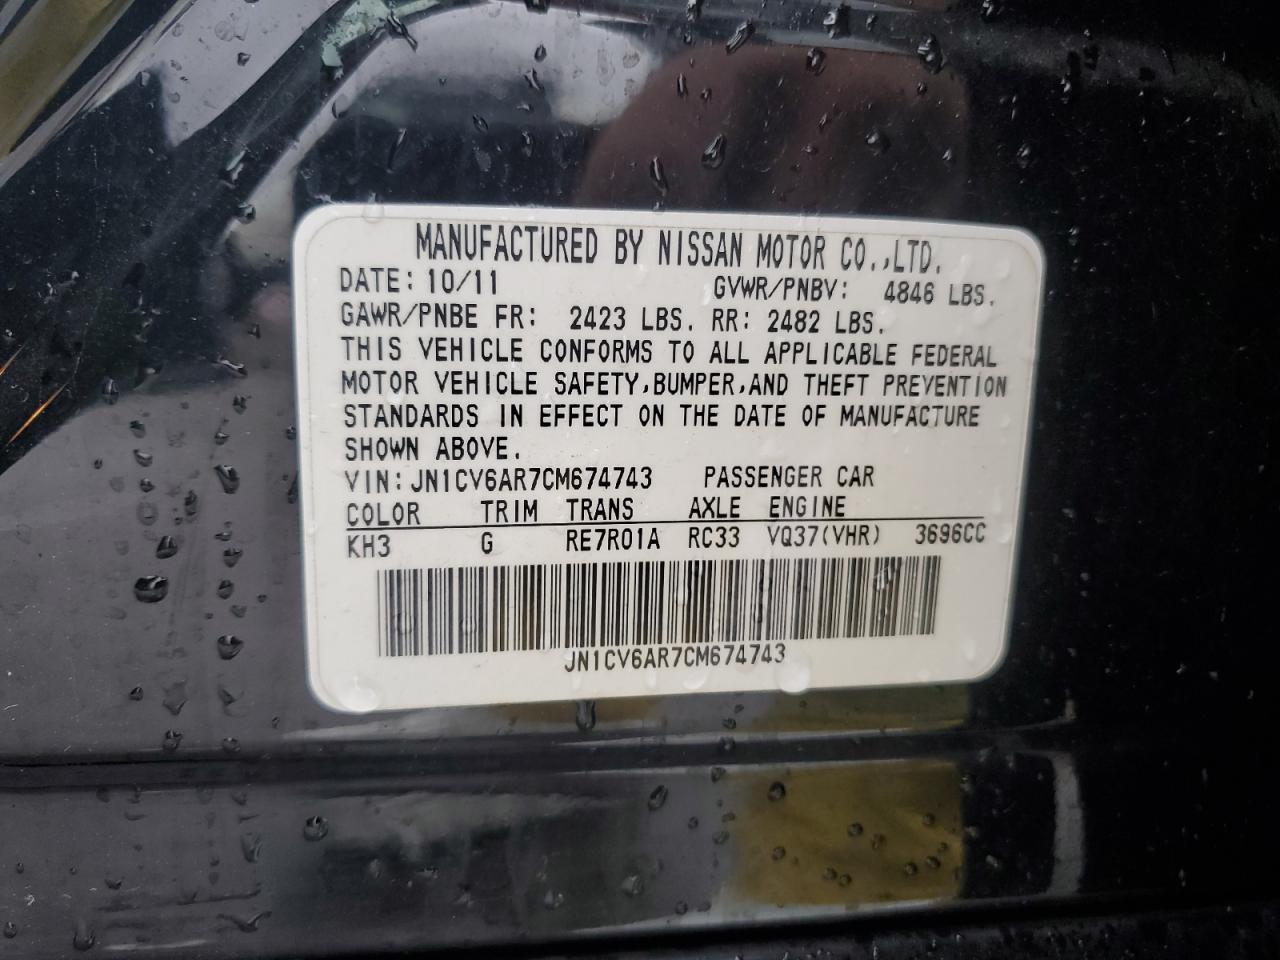 MANUFACTURED BY NISSAN MOTOR CO.,LTD.
DATE: 10/11 GVWR/PNBV: 4846 LBS.
GAWR/PNBE FR: 2423 LBS. RR: 2482 LBS.
THIS VEHICLE CONFORMS TO ALL APPLICABLE FEDERAL
MOTOR VEHICLE SAFETY,BUMPER,AND THEFT PREVENTION
STANDARDS IN EFFECT ON THE DATE OF MANUFACTURE
SHOWN ABOVE.
VIN:JN1CV6AR7CM674743 PASSENGER CAR
COLOR TRIM TRANS AXLE ENGINE
KH3 G RE7R01A RC33 VQ37(VHR) 3696CC
JN1CV6AR7CM674743